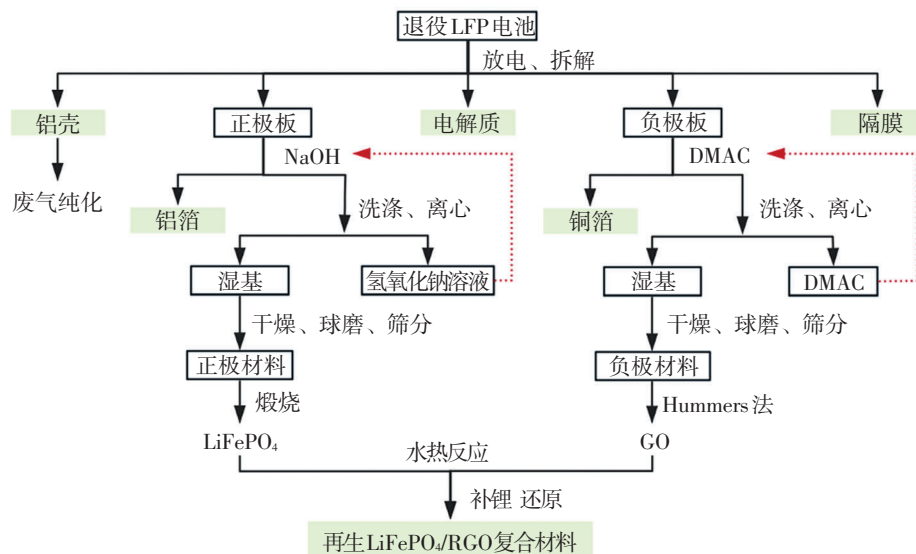 退役LFP电池
放电、拆解
铝壳 正极板 电解质 负极板 隔膜
NaOH DMAC
废气纯化
铝箔 洗涤、离心 铜箔 洗涤、离心
湿基 氢氧化钠溶液 湿基 DMAC
干燥、球磨、筛分 干燥、球磨、筛分
正极材料 负极材料
煅烧 Hummers法
LiFePO₄ 水热反应 GO
补锂 还原
再生LiFePO₄/RGO复合材料